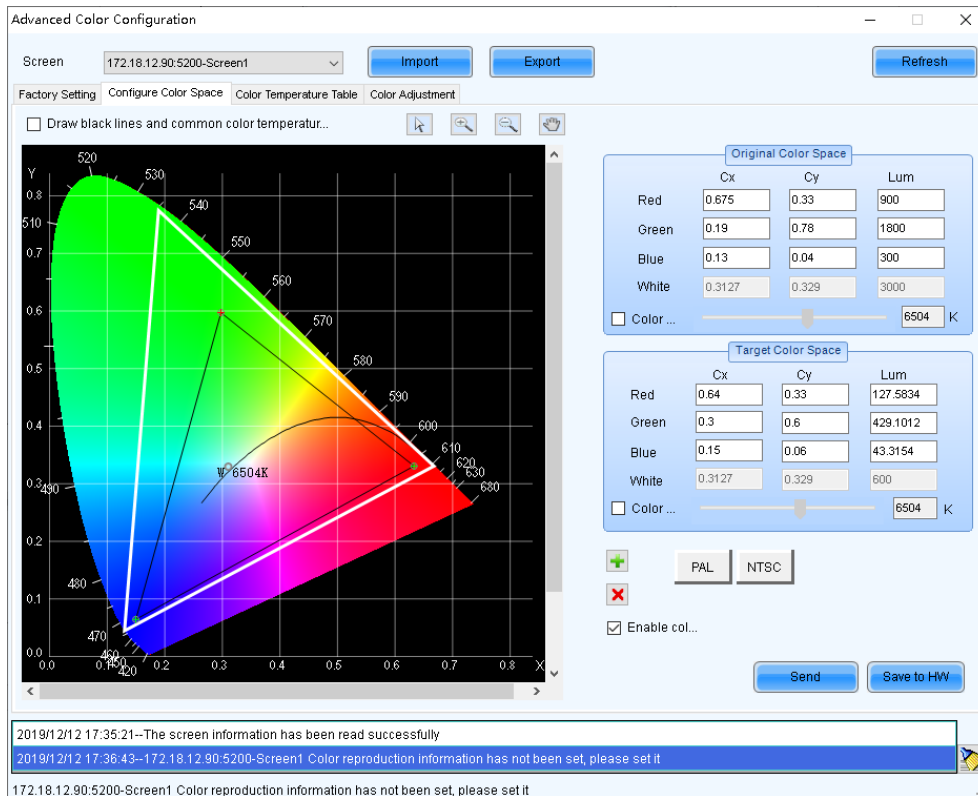 Advanced Color Configuration
Screen 172.18.12.90:5200-Screen1 Import Export Refresh
Factory Setting Configure Color Space Color Temperature Table Color Adjustment
Draw black lines and common color temperatur...
Y
520
530
540
550
560
570
580
590
600
610
620
630
680
510
490
480
470
460
450
420
0.8
0.7
0.6
0.5
0.4
0.3
0.2
0.1
0.0
0.0 0.1 0.2 0.3 0.4 0.5 0.6 0.7 0.8 X
W 6504K
Original Color Space
Cx Cy Lum
Red 0.675 0.33 900
Green 0.19 0.78 1800
Blue 0.13 0.04 300
White 0.3127 0.329 3000
Color ... 6504 K
Target Color Space
Cx Cy Lum
Red 0.64 0.33 127.5834
Green 0.3 0.6 429.1012
Blue 0.15 0.06 43.3154
White 0.3127 0.329 600
Color ... 6504 K
PAL NTSC
Enable col...
Send Save to HW
2019/12/12 17:35:21--The screen information has been read successfully
2019/12/12 17:36:43--172.18.12.90:5200-Screen1 Color reproduction information has not been set, please set it
172.18.12.90:5200-Screen1 Color reproduction information has not been set, please set it